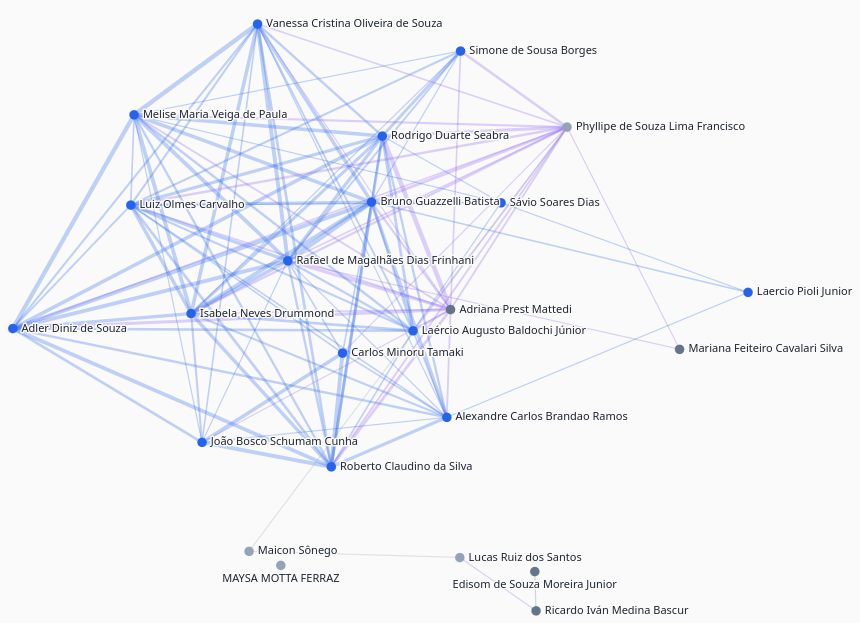 Vanessa Cristina Oliveira de Souza
Simone de Sousa Borges
Melise Maria Veiga de Paula
Phyllipe de Souza Lima Francisco
Rodrigo Duarte Seabra
Luiz Olmes Carvalho
Bruno Guazzelli Batista
Sávio Soares Dias
Rafael de Magalhães Dias Frinhani
Laercio Pioli Junior
Isabela Neves Drummond
Adriana Prest Mattedi
Adler Diniz de Souza
Laércio Augusto Baldochi Júnior
Carlos Minoru Tamaki
Mariana Feiteiro Cavalari Silva
Alexandre Carlos Brandao Ramos
João Bosco Schumam Cunha
Roberto Claudino da Silva
Maicon Sônego
Lucas Ruiz dos Santos
MAYSA MOTTA FERRAZ
Edisom de Souza Moreira Junior
Ricardo Iván Medina Bascur